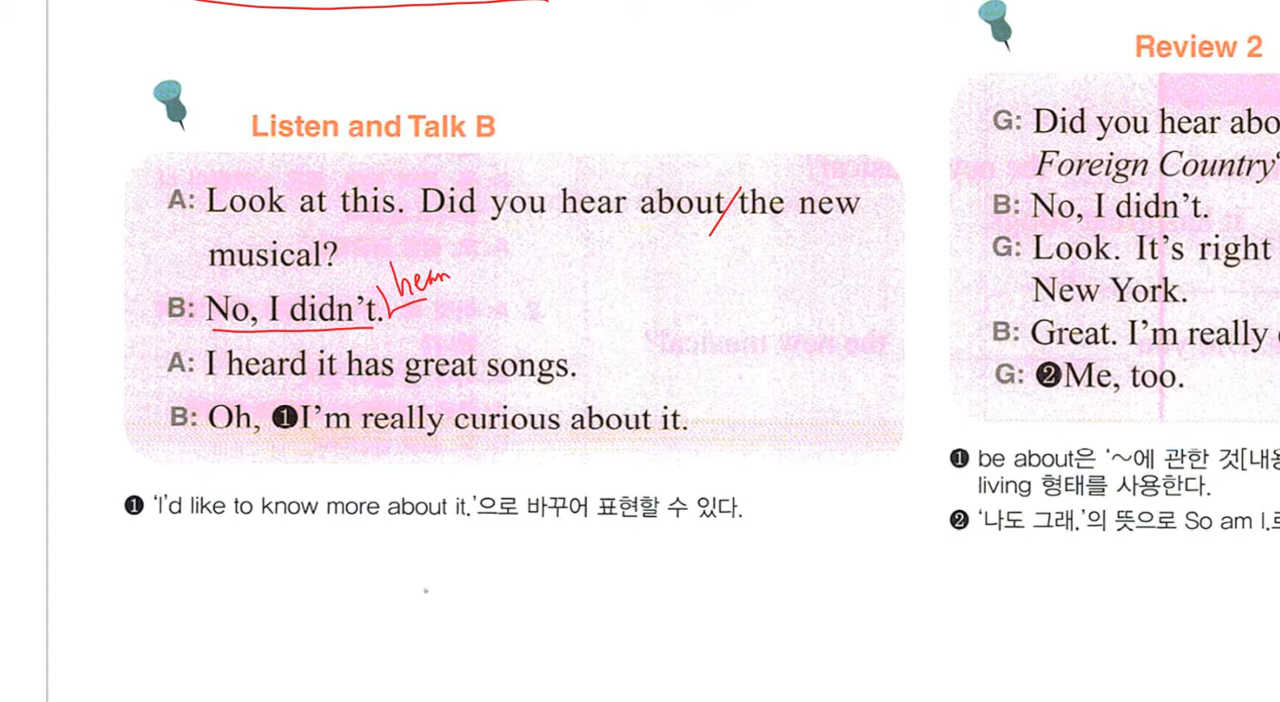 Listen and Talk B
A: Look at this. Did you hear about the new
musical?
hear
B: No, I didn't.
A: I heard it has great songs.
B: Oh, ❶I'm really curious about it.
❶ 'I'd like to know more about it.'으로 바꾸어 표현할 수 있다.
Review 2
G: Did you hear abo
Foreign Country
B: No, I didn't.
G: Look. It's right
New York.
B: Great. I'm really
G: ❷Me, too.
❶ be about은 '~에 관한 것[내용
living 형태를 사용한다.
❷ '나도 그래.'의 뜻으로 So am I.로